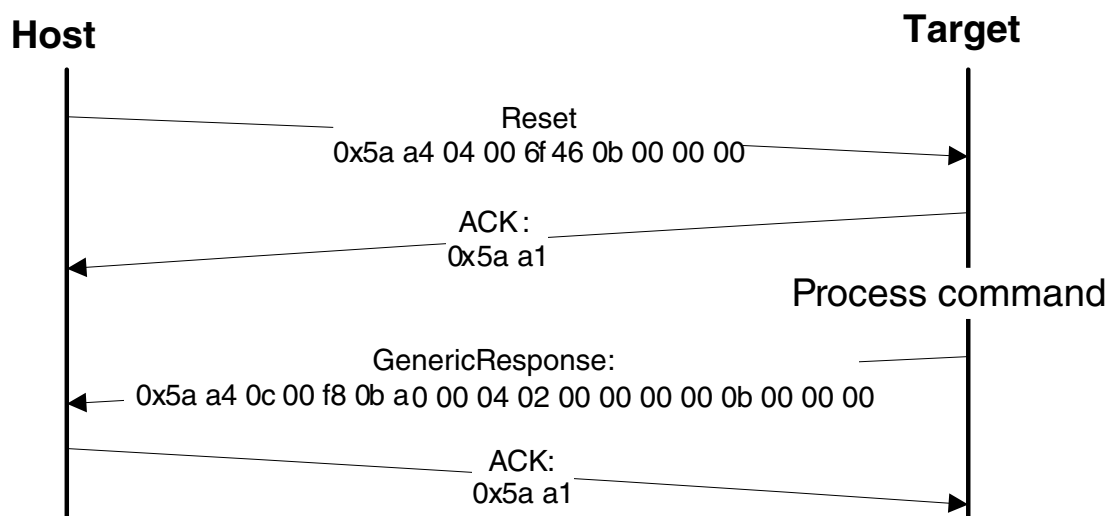 Host
Target
Reset
0x5a a4 04 00 6f 46 0b 00 00 00
ACK:
0x5a a1
Process command
GenericResponse:
0x5a a4 0c 00 f8 0b a0 00 04 02 00 00 00 00 0b 00 00 00
ACK:
0x5a a1